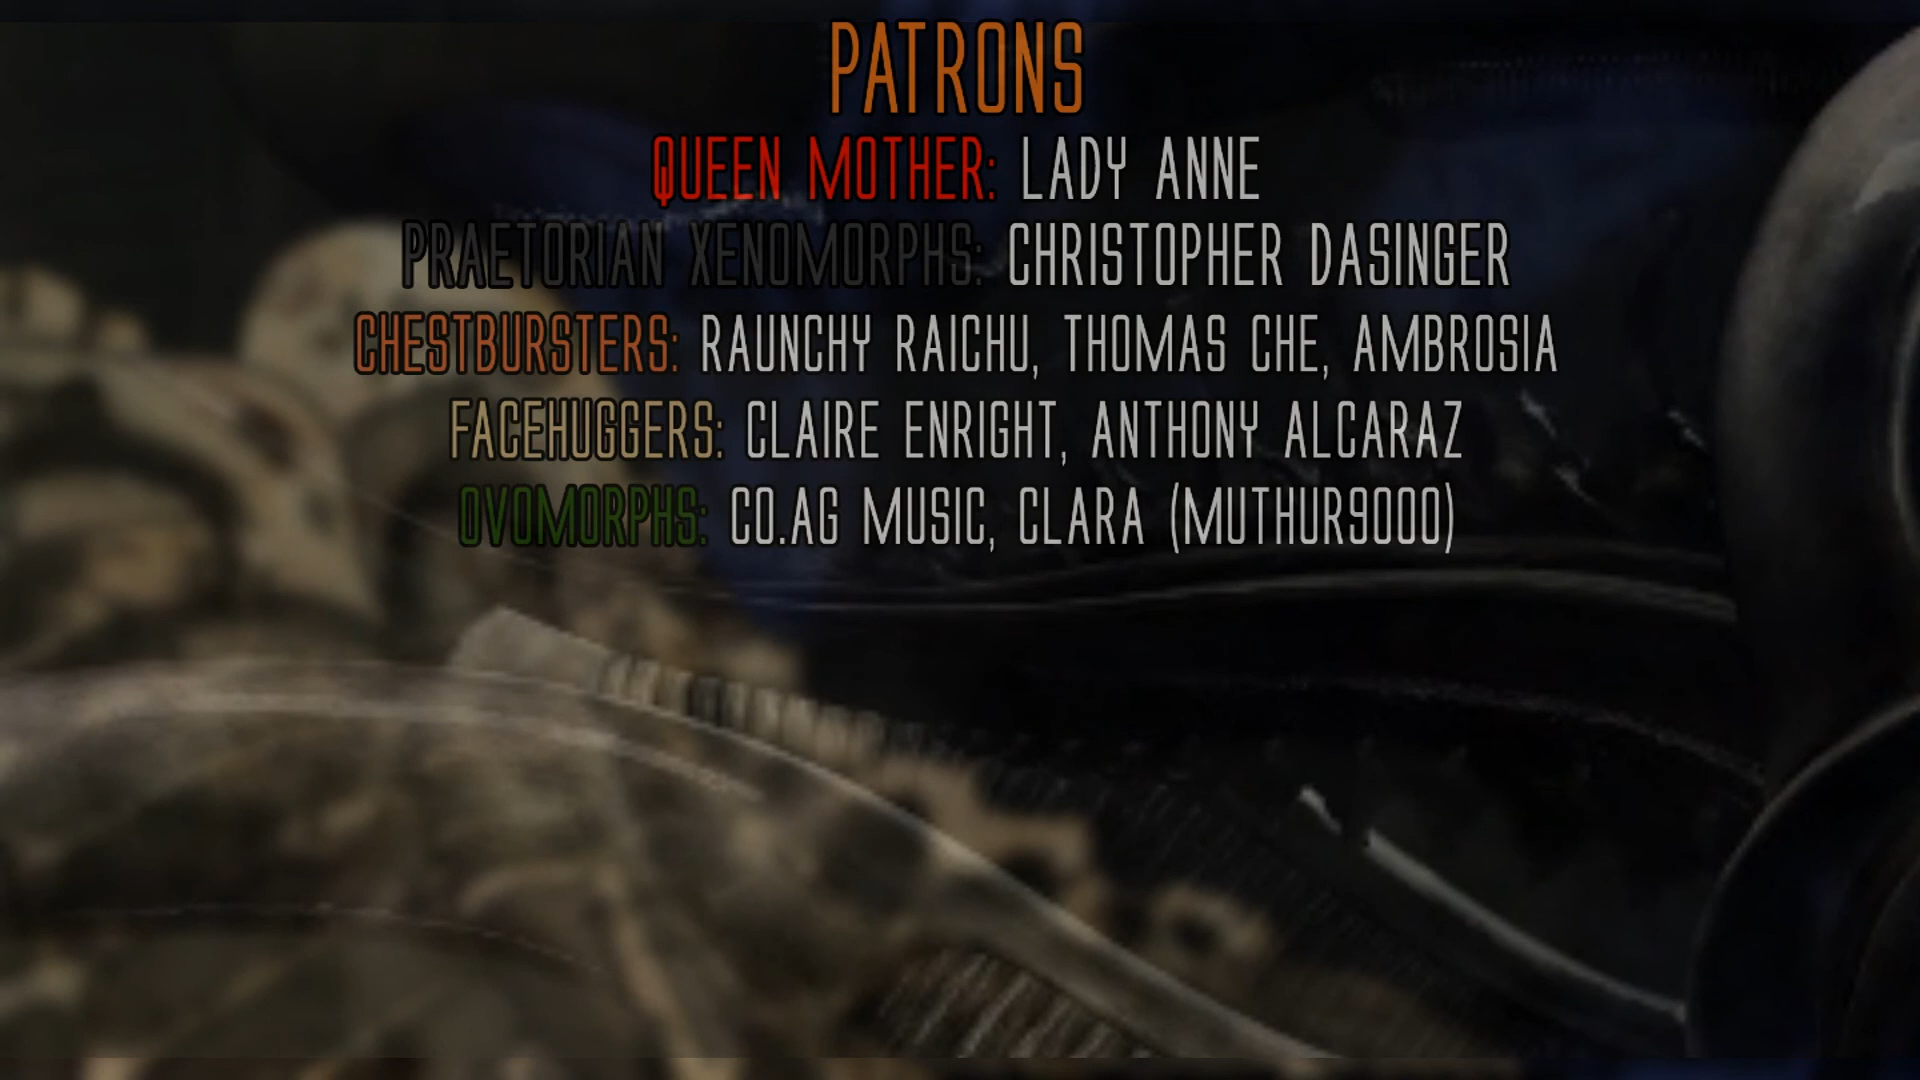 PATRONS
QUEEN MOTHER: LADY ANNE
PRAETORIAN XENOMORPHS: CHRISTOPHER DASINGER
CHESTBURSTERS: RAUNCHY RAICHU, THOMAS CHE, AMBROSIA
FACEHUGGERS: CLAIRE ENRIGHT, ANTHONY ALCARAZ
OVOMORPHS: CO.AG MUSIC, CLARA (MUTHUR9000)